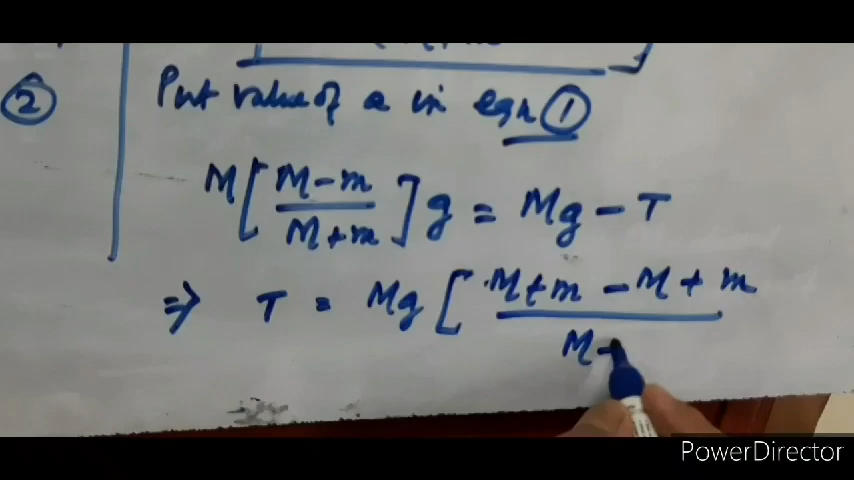 ② Put value of a in eqn ①
M[M-m/M+m]g = Mg - T
⇒ T = Mg[M+m-M+m/M-
PowerDirector